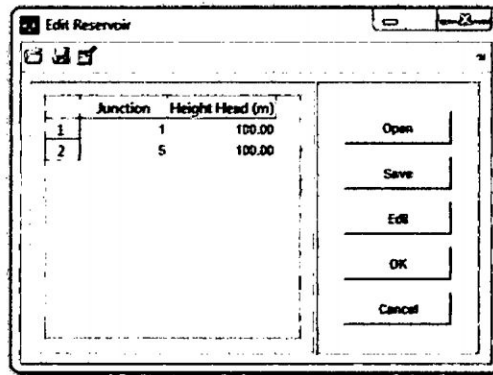 Edit Reservoir
Junction Height Head (m)
1 1 100.00
2 5 100.00
Open
Save
Edit
OK
Cancel